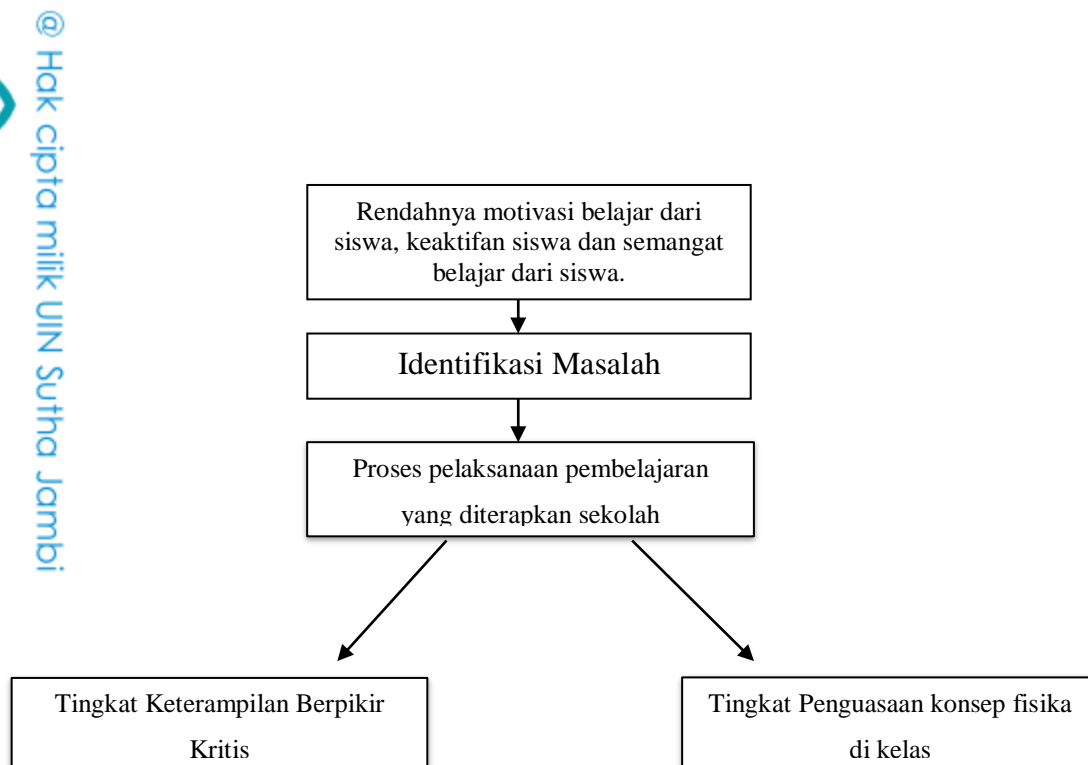 @ Hak cipta milik UIN Sutha Jambi
Rendahnya motivasi belajar dari
siswa, keaktifan siswa dan semangat
belajar dari siswa.
Identifikasi Masalah
Proses pelaksanaan pembelajaran
yang diterapkan sekolah
Tingkat Keterampilan Berpikir
Kritis
Tingkat Penguasaan konsep fisika
di kelas